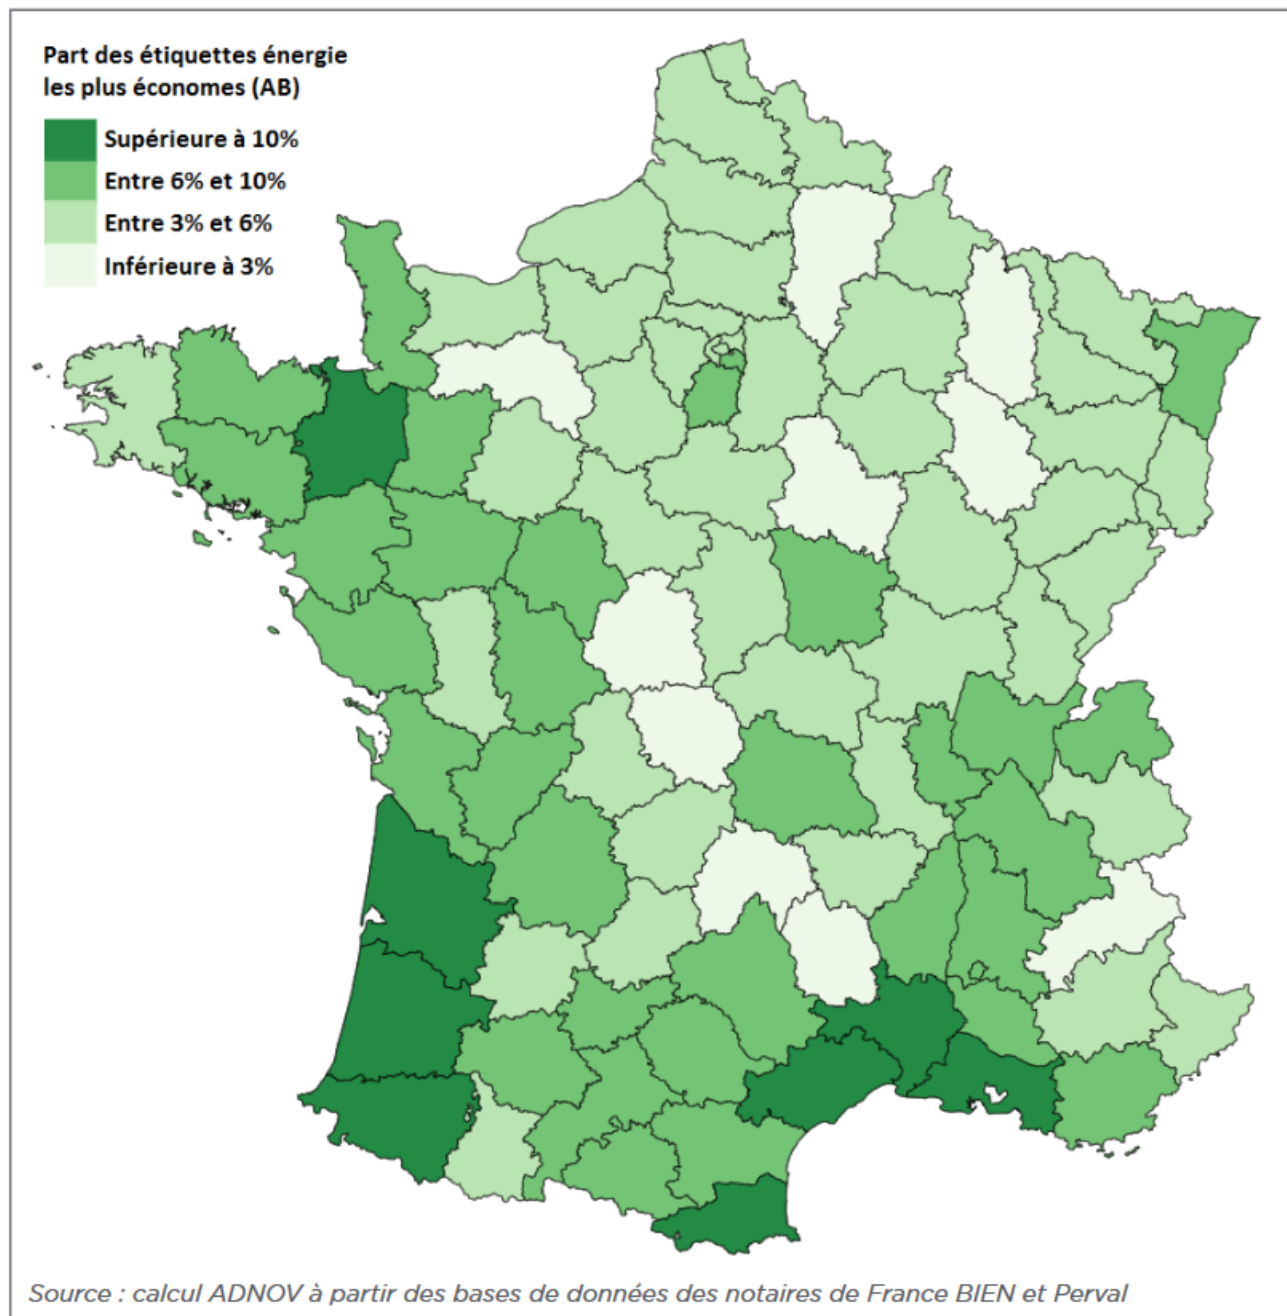 Part des étiquettes énergie
les plus économes (AB)
Supérieure à 10%
Entre 6% et 10%
Entre 3% et 6%
Inférieure à 3%
Source : calcul ADNOV à partir des bases de données des notaires de France BIEN et Perval